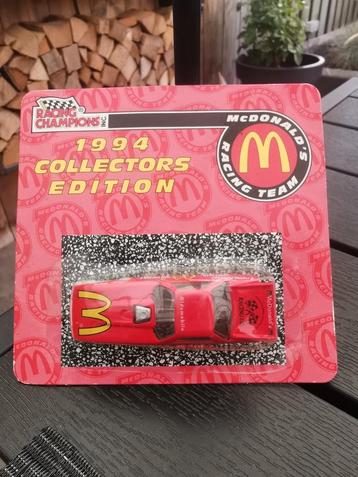 RACING
CHAMPIONS INC.
1994
COLLECTORS
EDITION
McDONALD'S
RACING TEAM